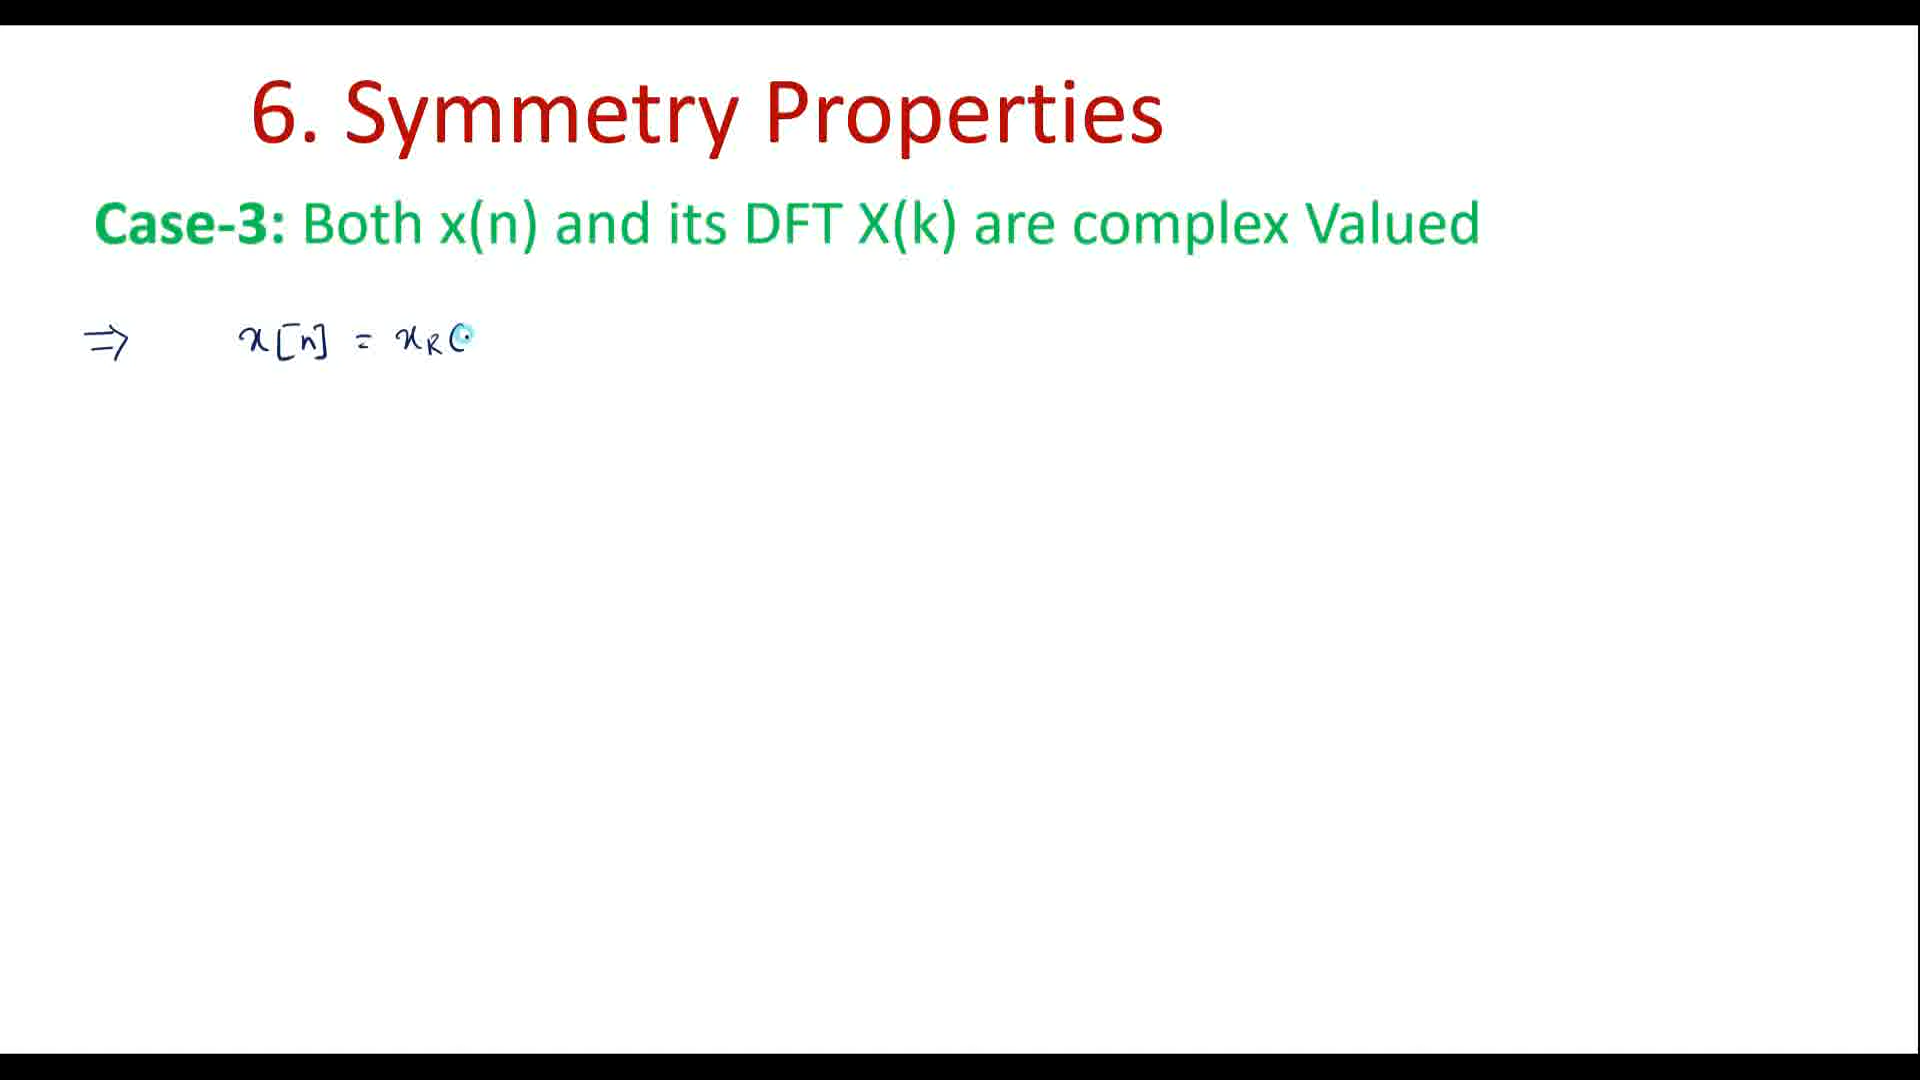 6. Symmetry Properties
Case-3: Both x(n) and its DFT X(k) are complex Valued
⇒ x[n] = x_R(